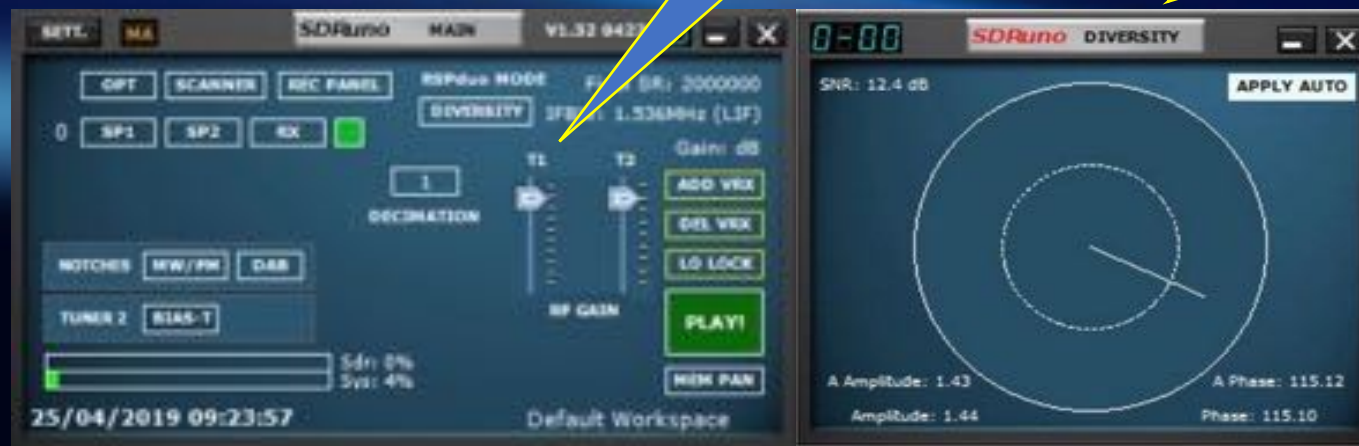 SETT. MA SDRuno MAIN V1.32
OPT SCANNER REC PANEL RSPduo MODE 2000000
0 SP1 SP2 RX DIVERSITY 1.536MHz (LIF)
Gain: dB
T1 T2
ADD VRX
1
DECIMATION
DEL VRX
LO LOCK
NOTCHES MW/FM DAB
TUNER 2 BIAS-T
RF GAIN
PLAY!
Sdr: 0%
Sys: 4%
MEM PAN
25/04/2019 09:23:57 Default Workspace
0-00 SDRuno DIVERSITY
SNR: 12.4 dB
APPLY AUTO
A Amplitude: 1.43 A Phase: 115.12
Amplitude: 1.44 Phase: 115.10